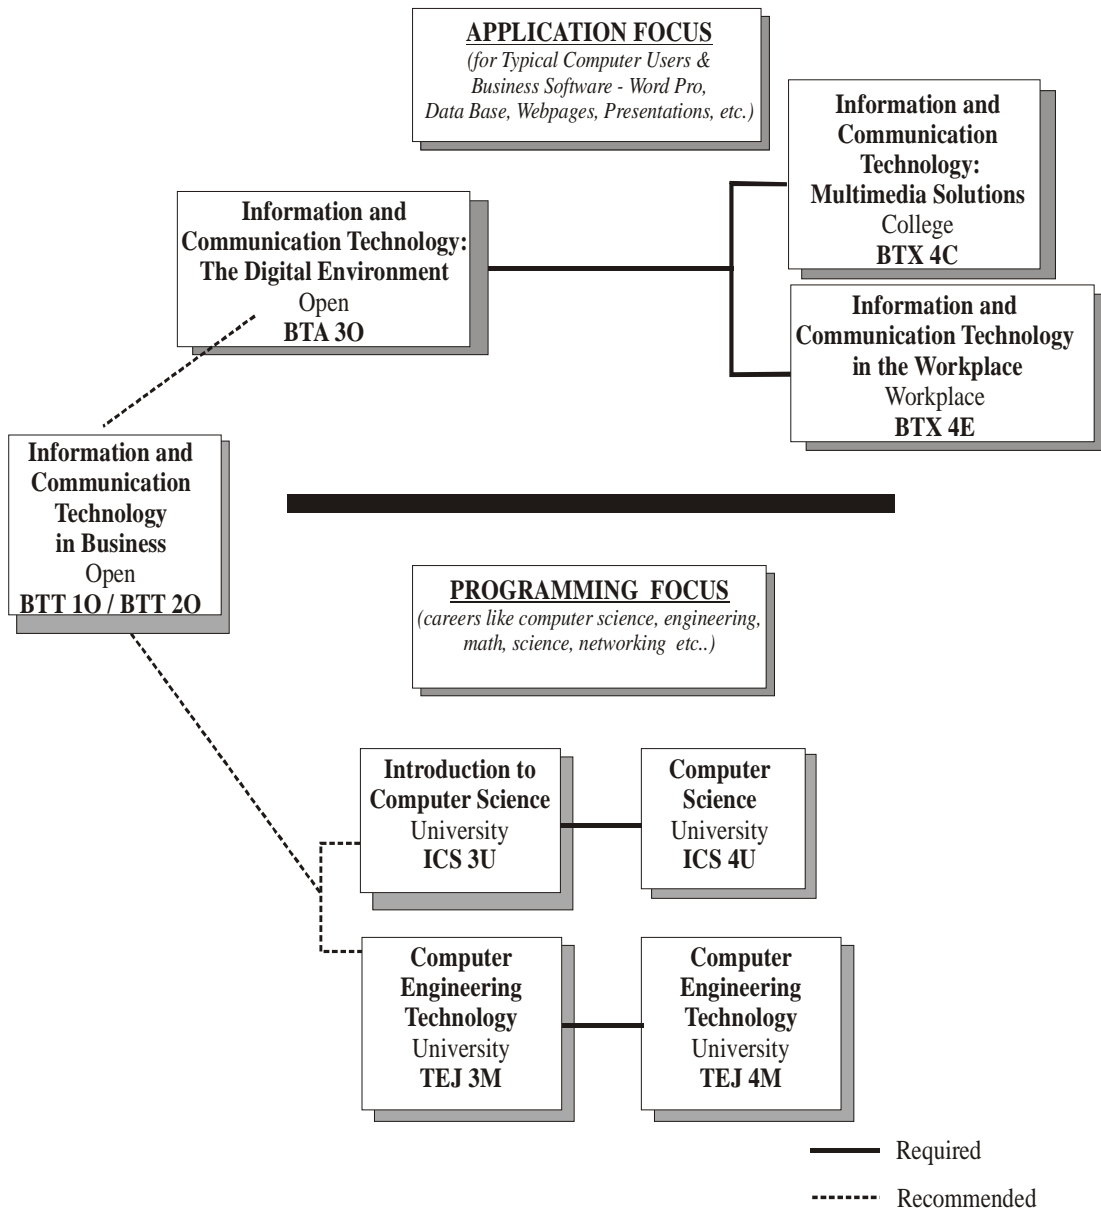 APPLICATION FOCUS
(for Typical Computer Users &
Business Software - Word Pro,
Data Base, Webpages, Presentations, etc.)
Information and
Communication
Technology:
Multimedia Solutions
College
BTX 4C
Information and
Communication Technology:
The Digital Environment
Open
BTA 3O
Information and
Communication Technology
in the Workplace
Workplace
BTX 4E
Information and
Communication
Technology
in Business
Open
BTT 1O / BTT 2O
PROGRAMMING FOCUS
(careers like computer science, engineering,
math, science, networking etc..)
Introduction to
Computer Science
University
ICS 3U
Computer
Science
University
ICS 4U
Computer
Engineering
Technology
University
TEJ 3M
Computer
Engineering
Technology
University
TEJ 4M
Required
Recommended